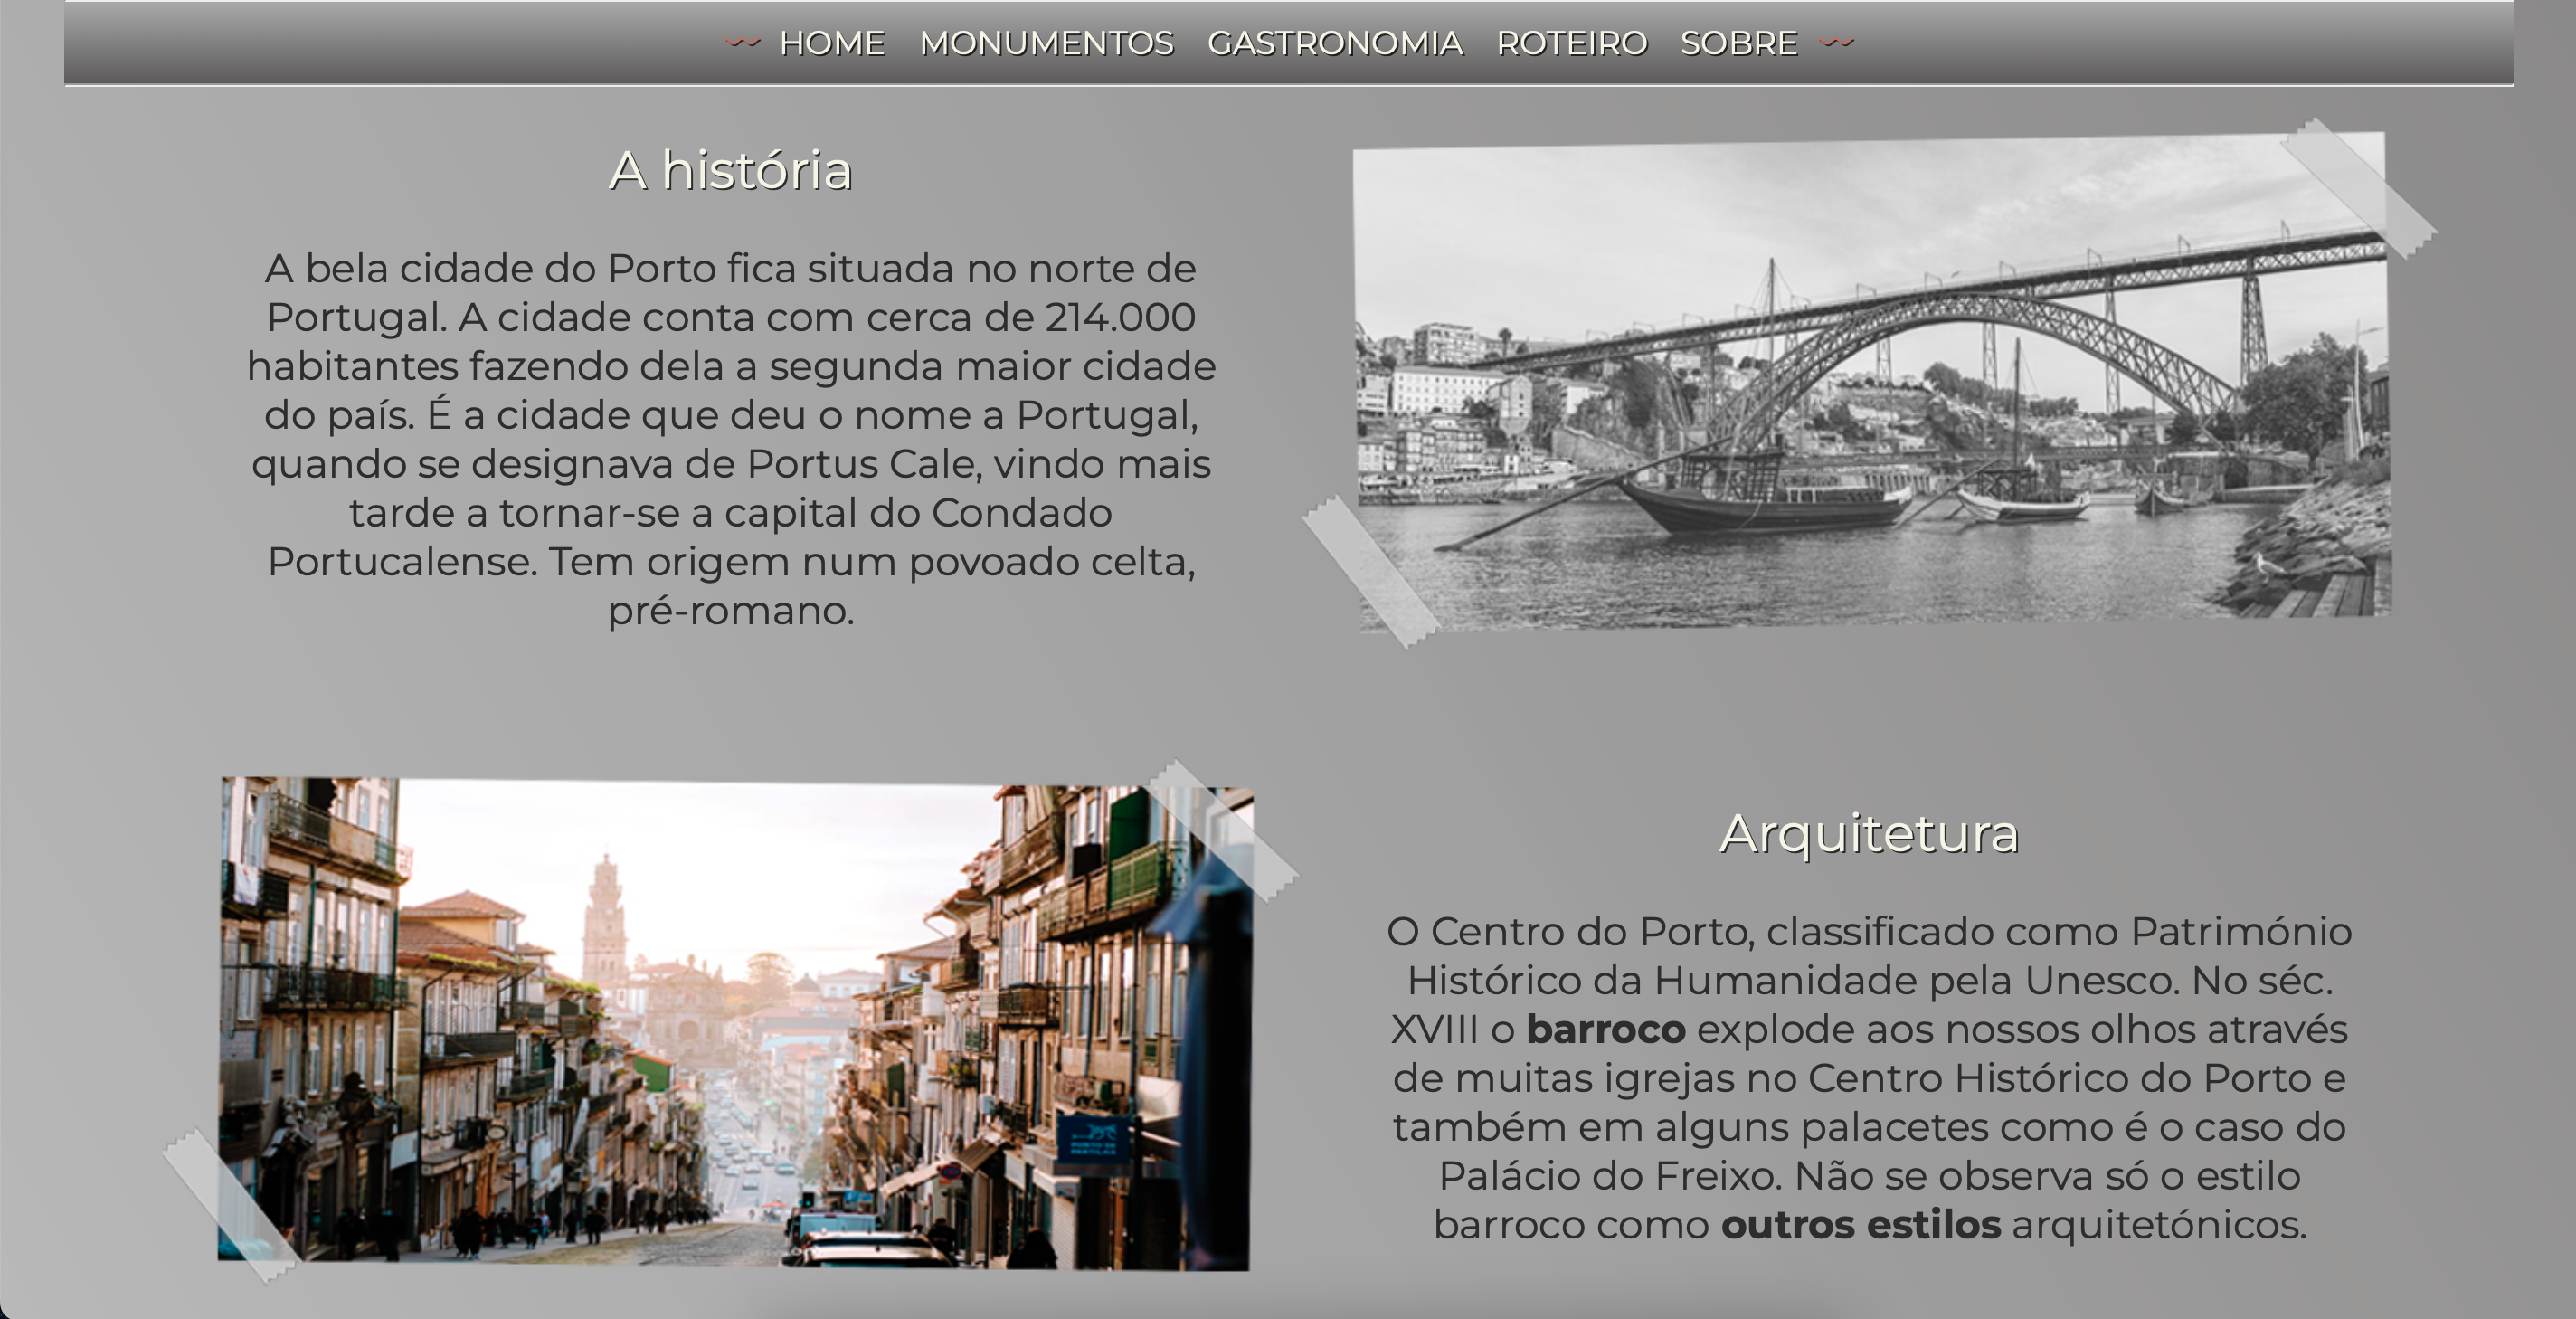 HOME MONUMENTOS GASTRONOMIA ROTEIRO SOBRE
A história
A bela cidade do Porto fica situada no norte de
Portugal. A cidade conta com cerca de 214.000
habitantes fazendo dela a segunda maior cidade
do país. É a cidade que deu o nome a Portugal,
quando se designava de Portus Cale, vindo mais
tarde a tornar-se a capital do Condado
Portucalense. Tem origem num povoado celta,
pré-romano.
Arquitetura
O Centro do Porto, classificado como Património
Histórico da Humanidade pela Unesco. No séc.
XVIII o barroco explode aos nossos olhos através
de muitas igrejas no Centro Histórico do Porto e
também em alguns palacetes como é o caso do
Palácio do Freixo. Não se observa só o estilo
barroco como outros estilos arquitetónicos.